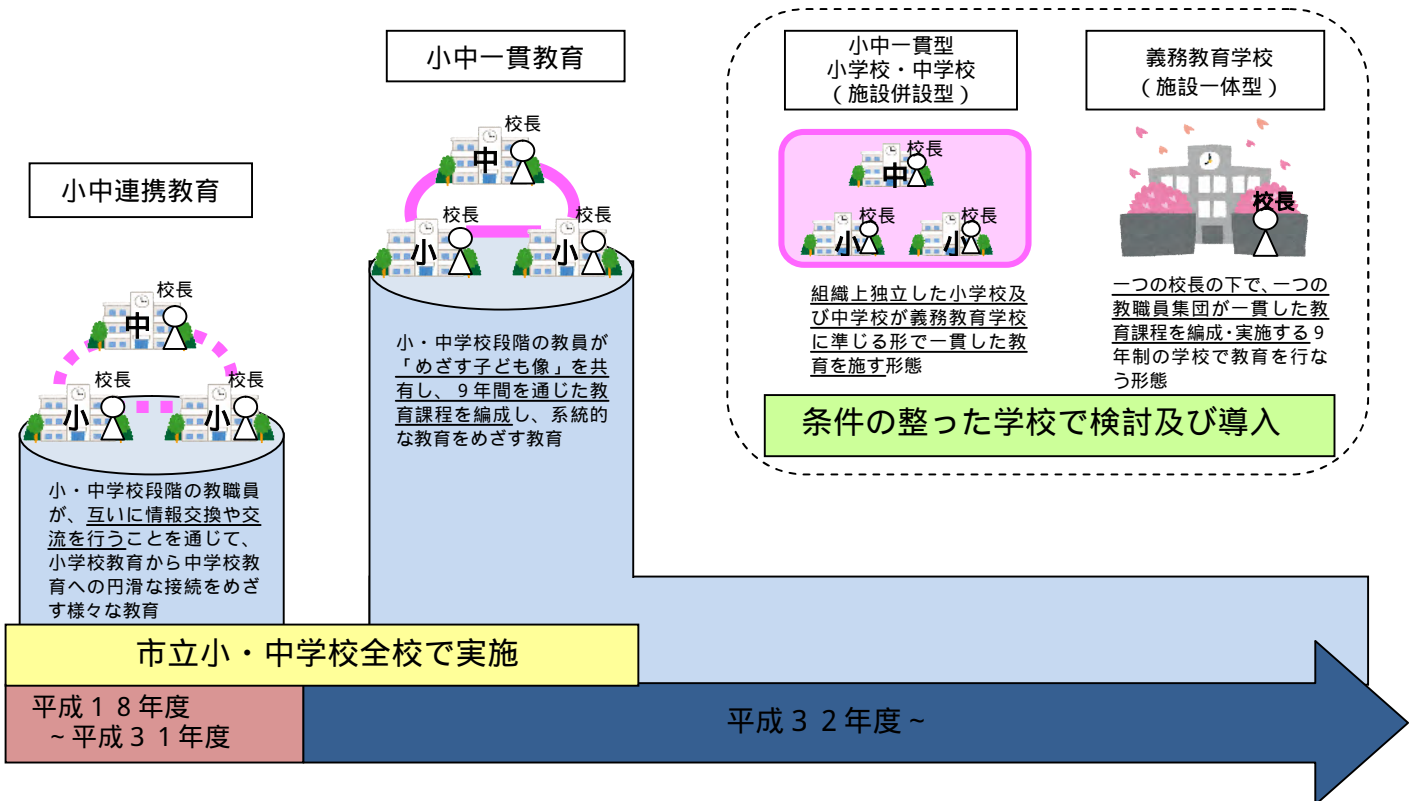 小中連携教育
校長
中
校長
小
校長
小
小・中学校段階の教職員
が、互いに情報交換や交
流を行うことを通じて、
小学校教育から中学校教
育への円滑な接続をめざ
す様々な教育
小中一貫教育
校長
中
校長
小
校長
小
小・中学校段階の教員が
「めざす子ども像」を共
有し、９年間を通じた教
育課程を編成し、系統的
な教育をめざす教育
小中一貫型
小学校・中学校
（施設併設型）
校長
中
校長
小
校長
小
組織上独立した小学校及
び中学校が義務教育学校
に準じる形で一貫した教
育を施す形態
義務教育学校
（施設一体型）
校長
一つの校長の下で、一つの
教職員集団が一貫した教
育課程を編成・実施する９
年制の学校で教育を行な
う形態
条件の整った学校で検討及び導入
市立小・中学校全校で実施
平成１８年度
～平成３１年度
平成３２年度～